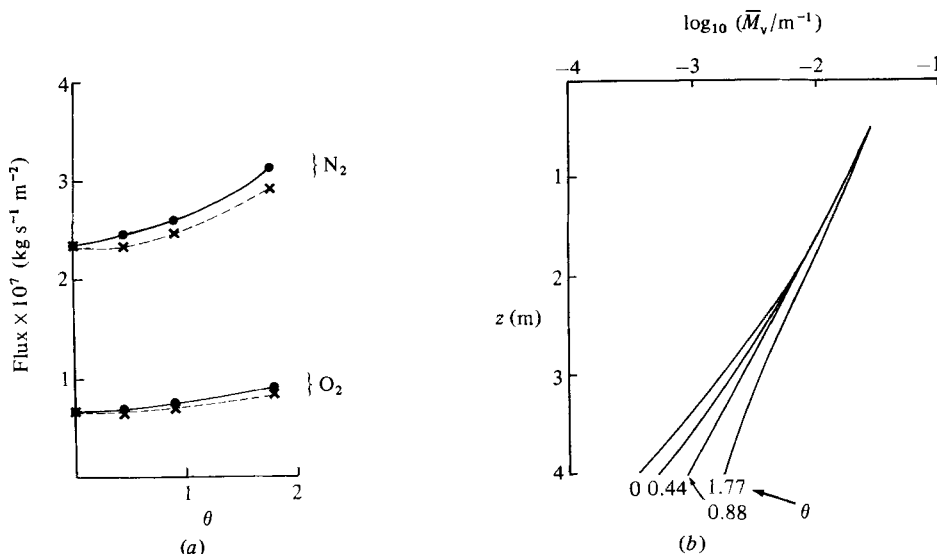 4
3
2
1
Flux × 10⁷ (kg s⁻¹ m⁻²)
} N₂
} O₂
1
2
θ
(a)
log₁₀ (M̅ᵥ/m⁻¹)
−4
−3
−2
−1
1
2
3
4
z (m)
0 0.44 1.77
0.88
θ
(b)